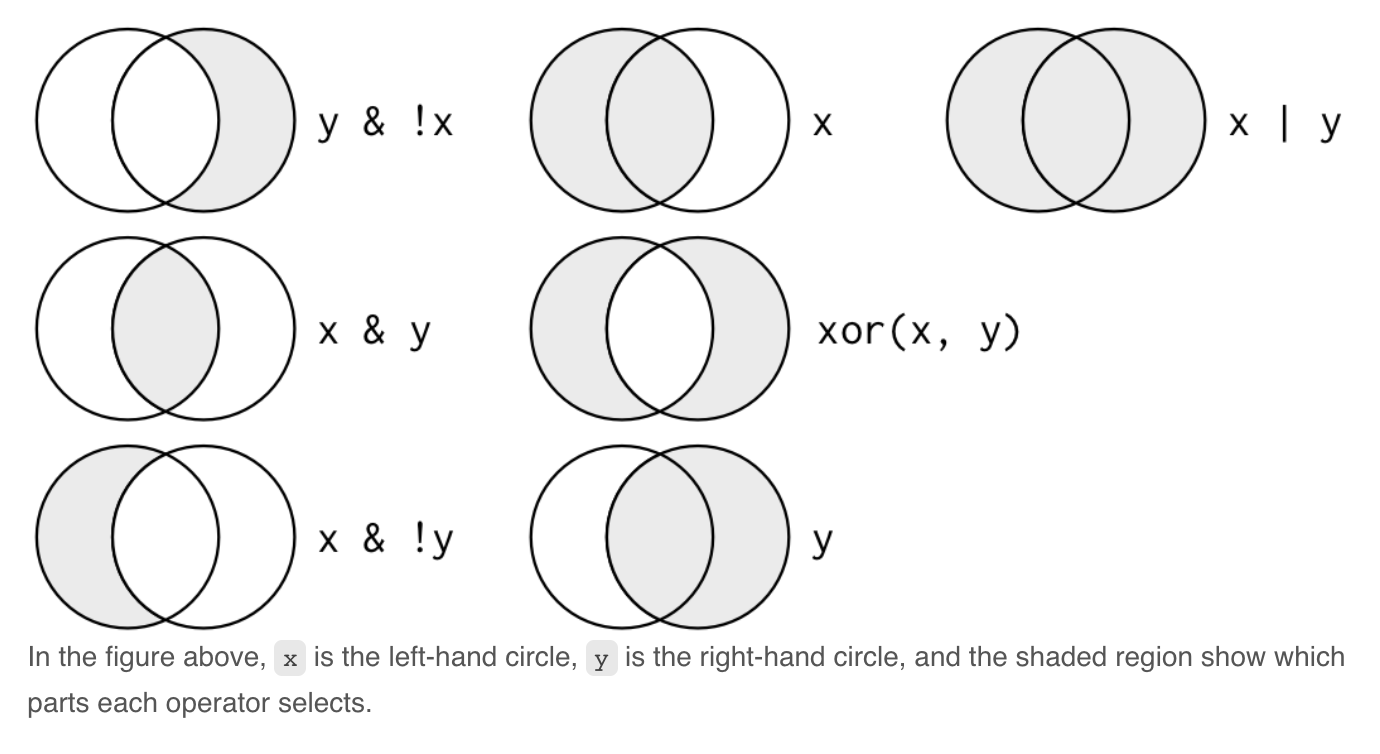 y & !x
x
x | y
x & y
xor(x, y)
x & !y
y
In the figure above, x is the left-hand circle, y is the right-hand circle, and the shaded region show which
parts each operator selects.